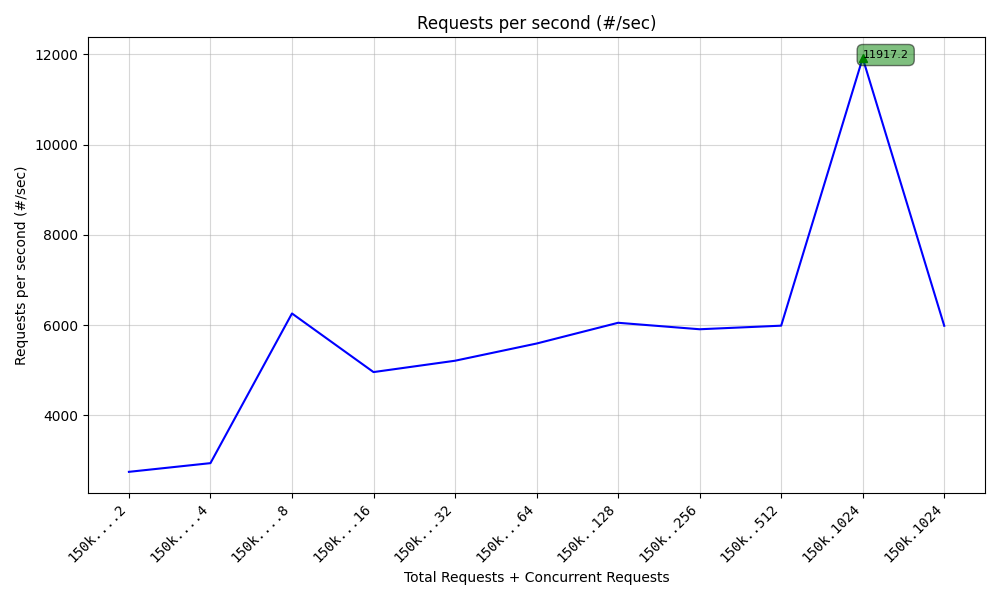 Requests per second (#/sec)
12000
11917.2
10000
8000
6000
4000
Requests per second (#/sec)
150k....2
150k....4
150k....8
150k...16
150k...32
150k...64
150k..128
150k..256
150k..512
150k.1024
150k.1024
Total Requests + Concurrent Requests